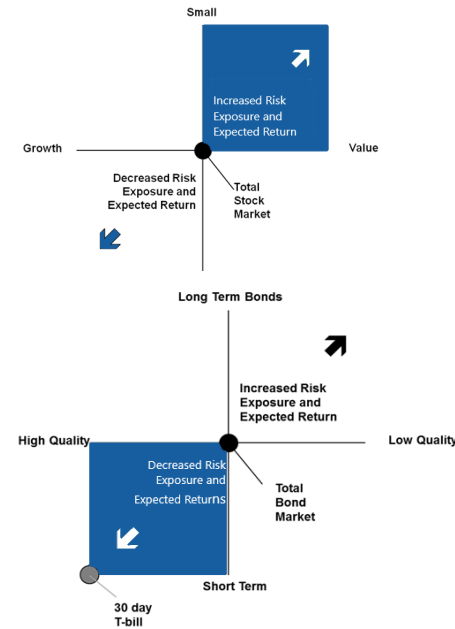 Small
Increased Risk
Exposure and
Expected Return
Growth
Value
Decreased Risk
Exposure and
Expected Return
Total
Stock
Market
Long Term Bonds
Increased Risk
Exposure and
Expected Return
High Quality
Low Quality
Decreased Risk
Exposure and
Expected Returns
Total
Bond
Market
Short Term
30 day
T-bill